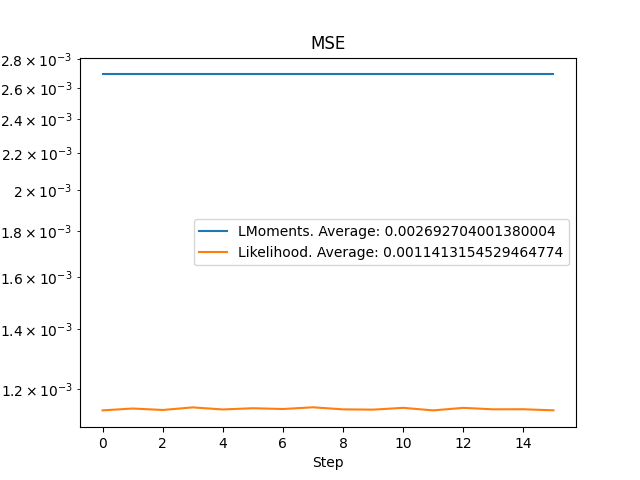 MSE
2.8 × 10⁻³
2.6 × 10⁻³
2.4 × 10⁻³
2.2 × 10⁻³
2 × 10⁻³
1.8 × 10⁻³
1.6 × 10⁻³
1.4 × 10⁻³
1.2 × 10⁻³
LMoments. Average: 0.002692704001380004
Likelihood. Average: 0.0011413154529464774
0 2 4 6 8 10 12 14
Step